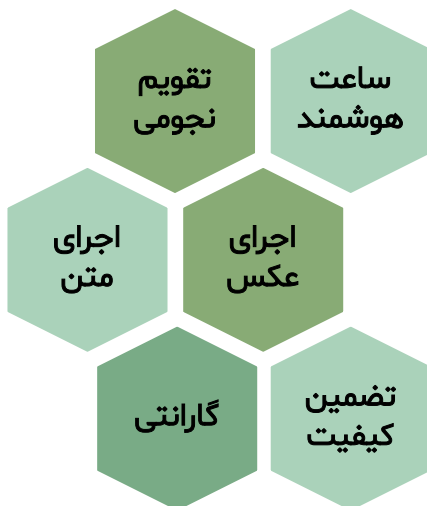 ساعت
هوشمند
تقویم
نجومی
اجرای
عکس
اجرای
متن
تضمین
کیفیت
گارانتی